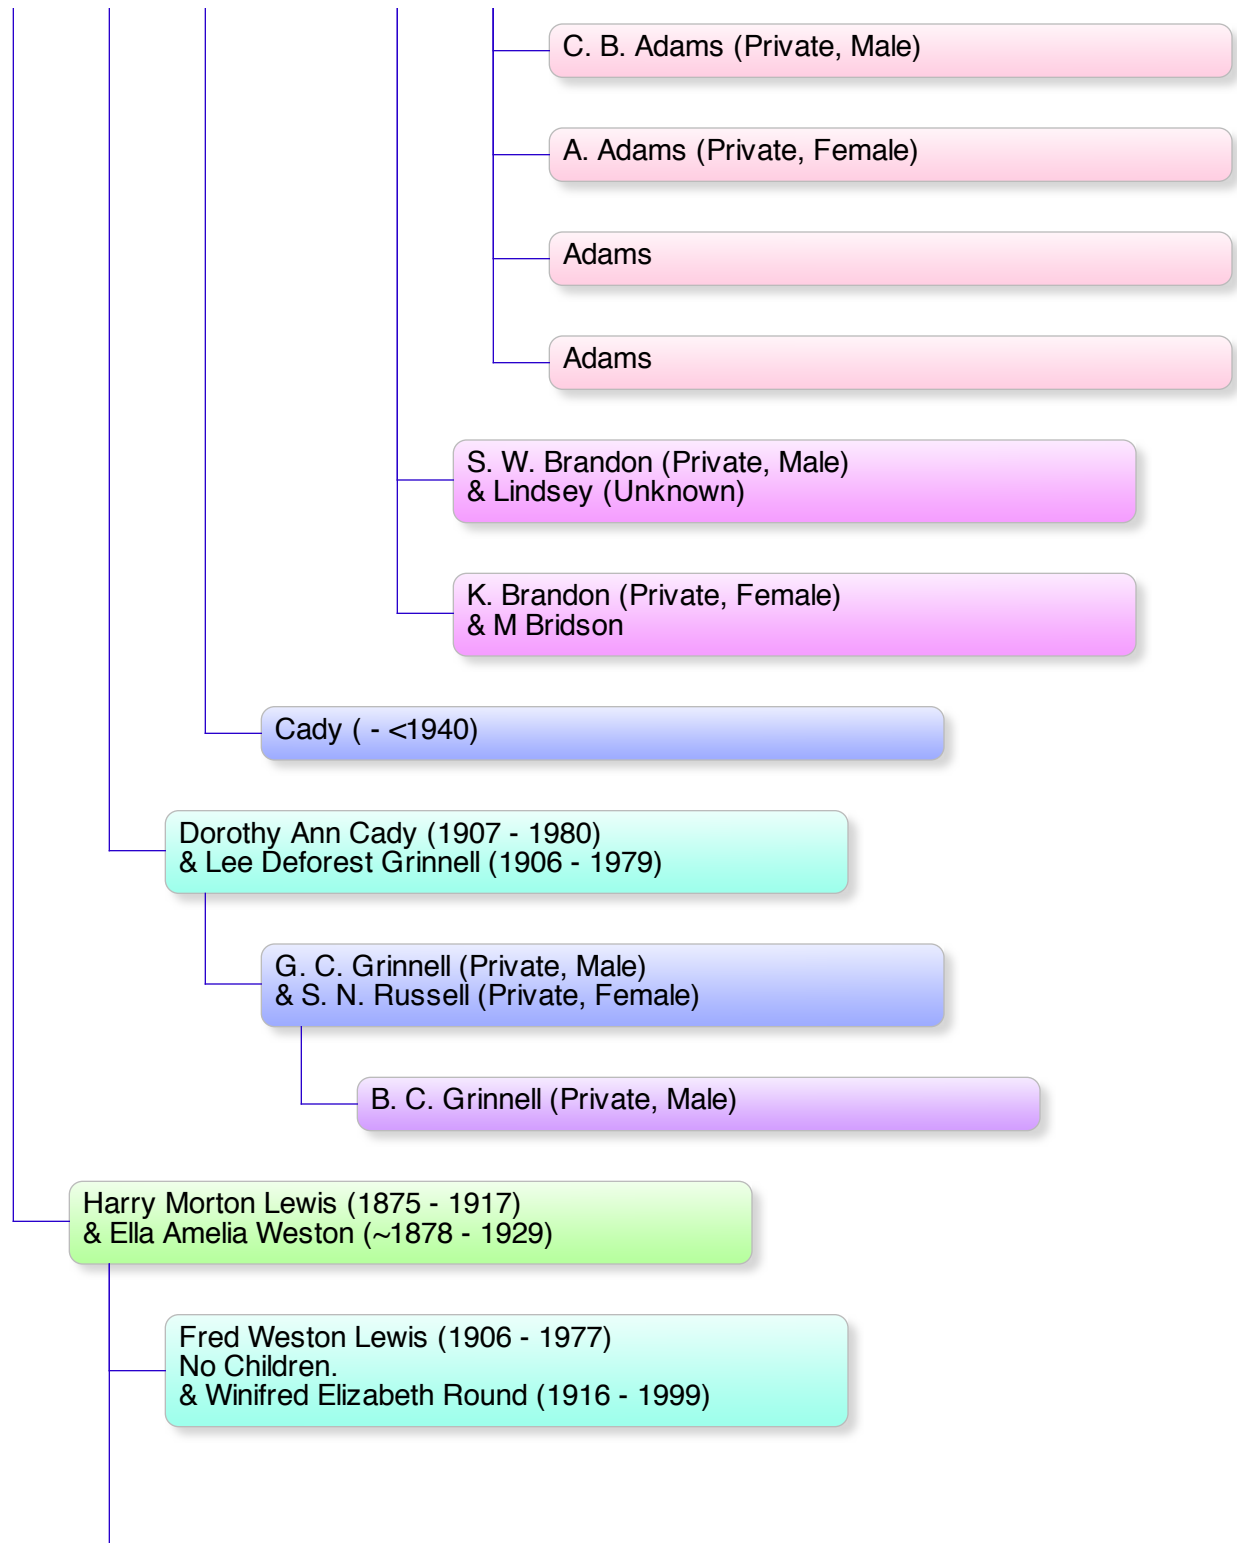 C. B. Adams (Private, Male)
A. Adams (Private, Female)
Adams
Adams
S. W. Brandon (Private, Male)
& Lindsey (Unknown)
K. Brandon (Private, Female)
& M Bridson
Cady ( - <1940)
Dorothy Ann Cady (1907 - 1980)
& Lee Deforest Grinnell (1906 - 1979)
G. C. Grinnell (Private, Male)
& S. N. Russell (Private, Female)
B. C. Grinnell (Private, Male)
Harry Morton Lewis (1875 - 1917)
& Ella Amelia Weston (~1878 - 1929)
Fred Weston Lewis (1906 - 1977)
No Children.
& Winifred Elizabeth Round (1916 - 1999)